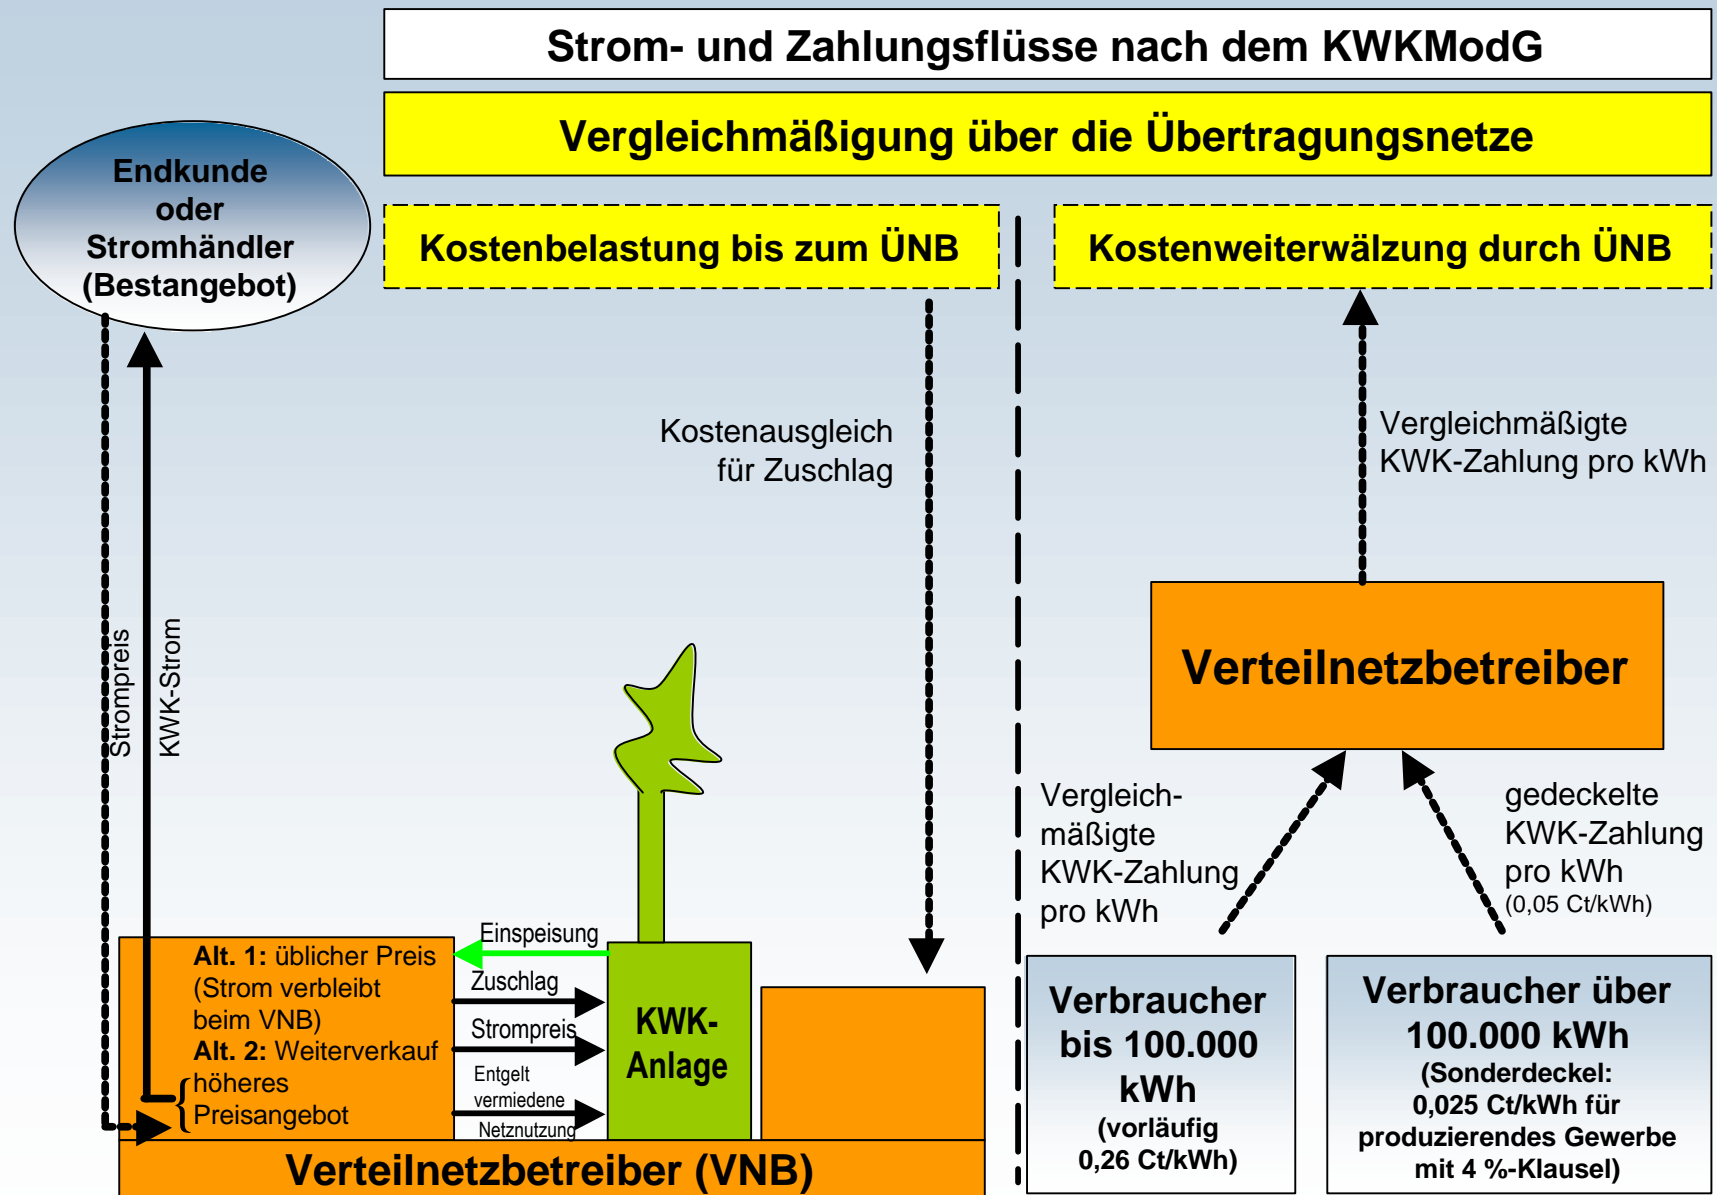 Strom- und Zahlungsflüsse nach dem KWKModG
Vergleichmäßigung über die Übertragungsnetze
Endkunde
oder
Stromhändler
(Bestangebot)
Kostenbelastung bis zum ÜNB
Kostenweiterwälzung durch ÜNB
Kostenausgleich
für Zuschlag
Vergleichmäßigte
KWK-Zahlung pro kWh
Strompreis
KWK-Strom
Verteilnetzbetreiber
Vergleich-
mäßigte
KWK-Zahlung
pro kWh
gedeckelte
KWK-Zahlung
pro kWh
(0,05 Ct/kWh)
Alt. 1: üblicher Preis
(Strom verbleibt
beim VNB)
Alt. 2: Weiterverkauf
höheres
Preisangebot
Einspeisung
Zuschlag
Strompreis
Entgelt
vermiedene
Netznutzung
KWK-
Anlage
Verteilnetzbetreiber (VNB)
Verbraucher
bis 100.000
kWh
(vorläufig
0,26 Ct/kWh)
Verbraucher über
100.000 kWh
(Sonderdeckel:
0,025 Ct/kWh für
produzierendes Gewerbe
mit 4 %-Klausel)